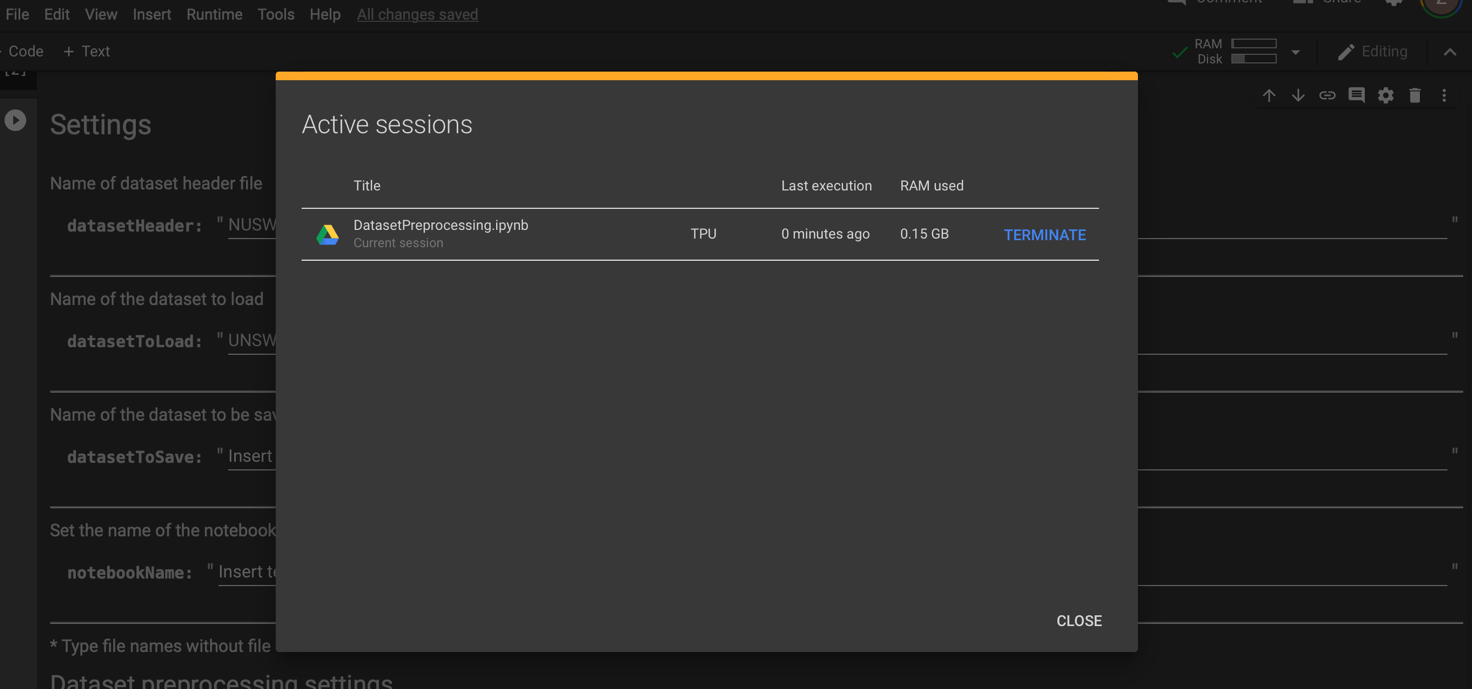 File Edit View Insert Runtime Tools Help All changes saved
Comment Share
Code + Text
RAM
Disk
Editing
[2]
Active sessions
Title Last execution RAM used
DatasetPreprocessing.ipynb
Current session
TPU 0 minutes ago 0.15 GB TERMINATE
CLOSE
Settings
Name of dataset header file
datasetHeader: " NUSW "
Name of the dataset to load
datasetToLoad: " UNSW "
Name of the dataset to be
datasetToSave: " Insert "
Set the name of the notebook
notebookName: " Insert "
* Type file names without file
Dataset preprocessing settings